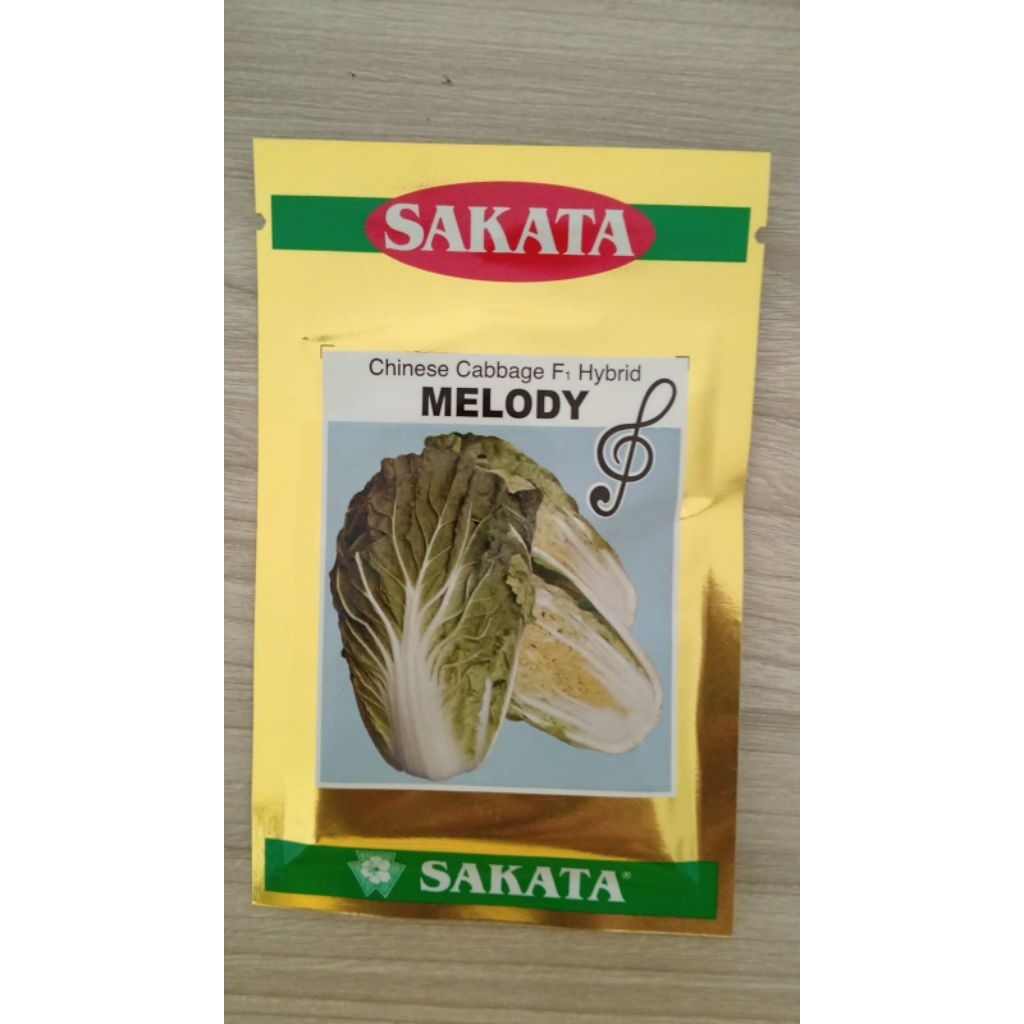 SAKATA
Chinese Cabbage F₁ Hybrid
MELODY
SAKATA®